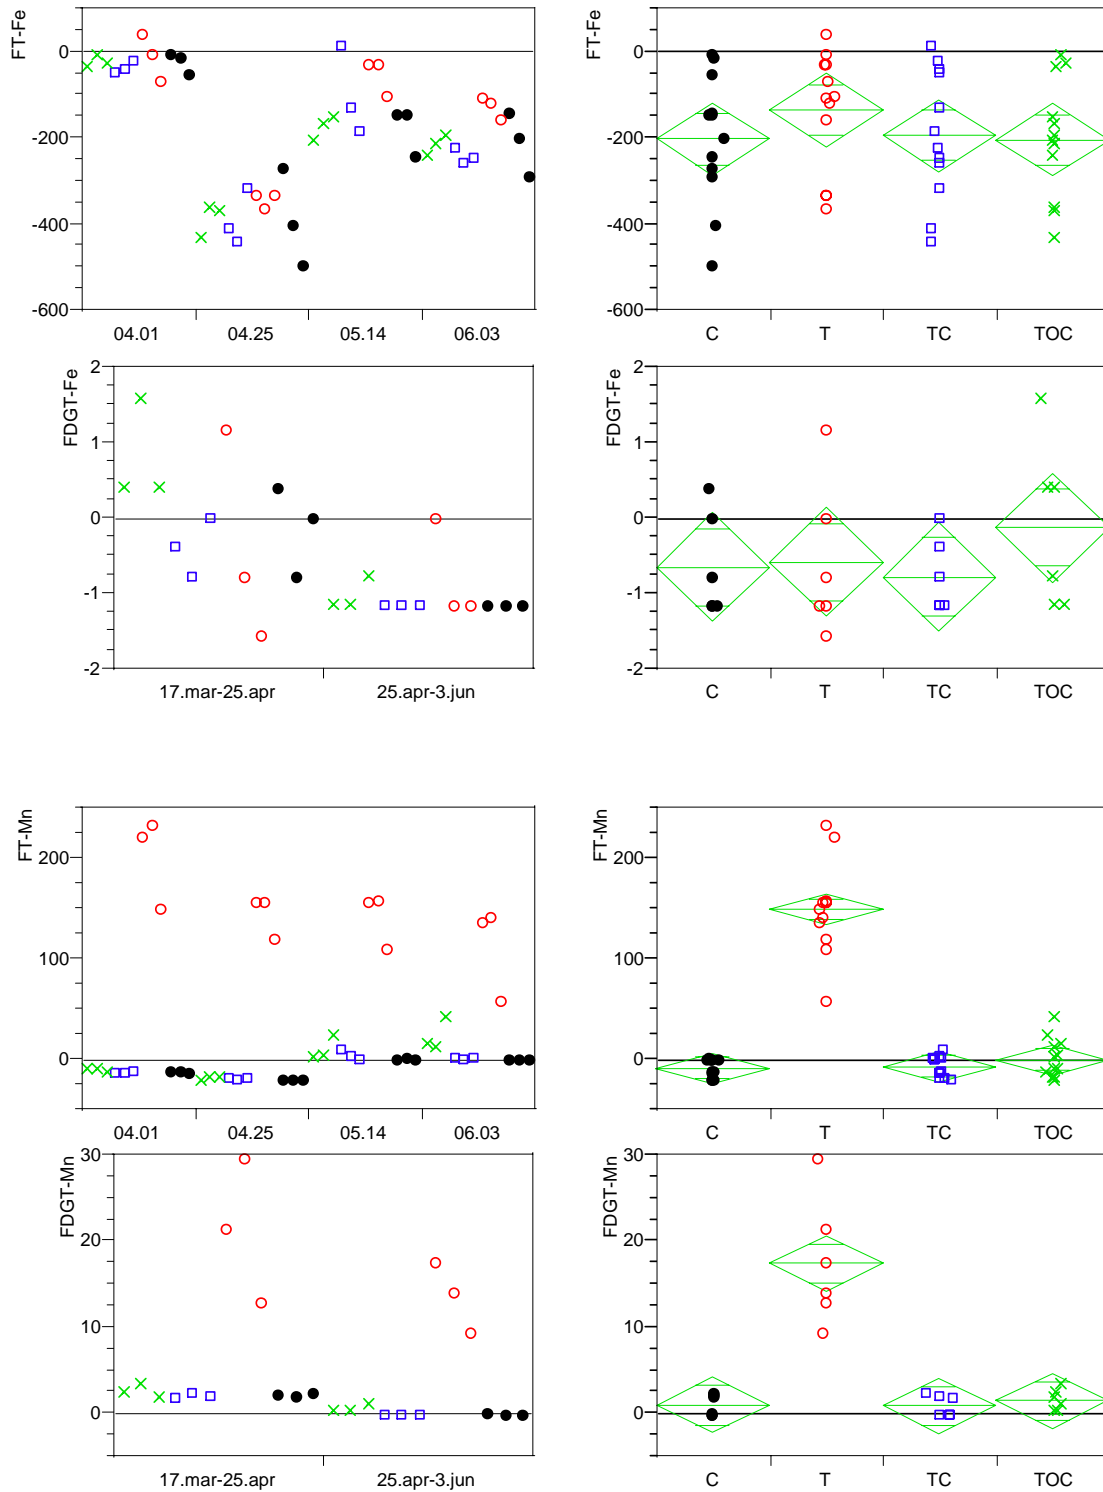 FT-Fe
0
-200
-400
-600
04.01 04.25 05.14 06.03
FT-Fe
0
-200
-400
-600
C T TC TOC
FDGT-Fe
2
1
0
-1
-2
17.mar-25.apr 25.apr-3.jun
FDGT-Fe
2
1
0
-1
-2
C T TC TOC
FT-Mn
200
100
0
04.01 04.25 05.14 06.03
FT-Mn
200
100
0
C T TC TOC
FDGT-Mn
30
20
10
0
17.mar-25.apr 25.apr-3.jun
FDGT-Mn
30
20
10
0
C T TC TOC